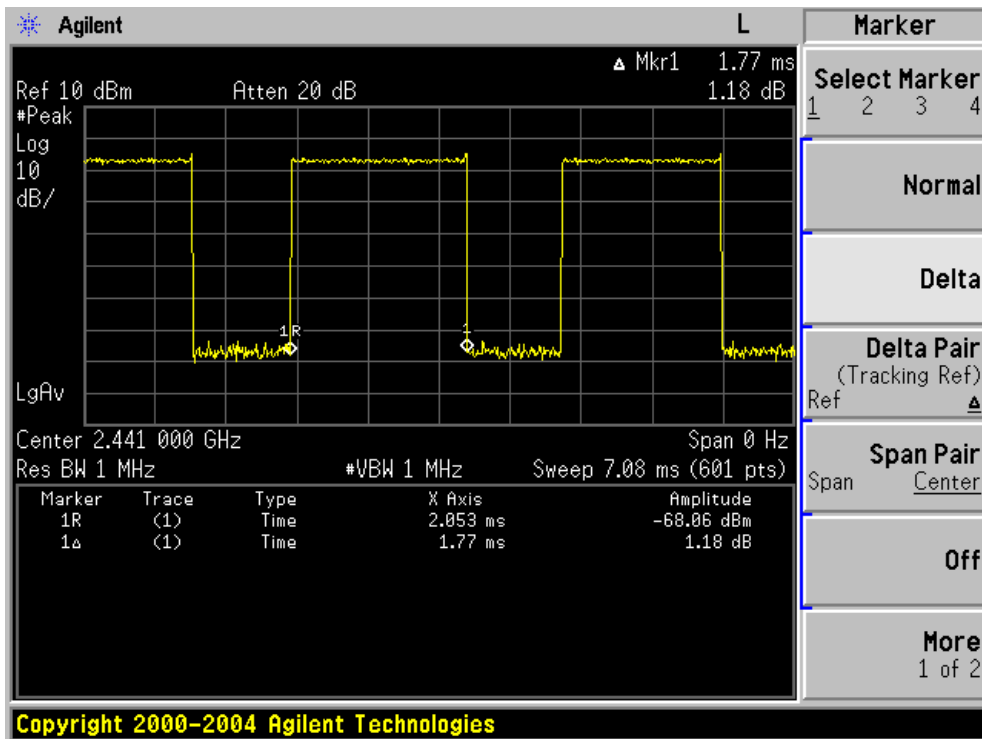 Agilent L Marker
Δ Mkr1 1.77 ms
Ref 10 dBm Atten 20 dB 1.18 dB
#Peak
Log
10
dB/
1R 1
LgAv
Center 2.441 000 GHz Span 0 Hz
Res BW 1 MHz #VBW 1 MHz Sweep 7.08 ms (601 pts)
Marker Trace Type X Axis Amplitude
1R (1) Time 2.053 ms -68.06 dBm
1Δ (1) Time 1.77 ms 1.18 dB
Select Marker
1 2 3 4
Normal
Delta
Delta Pair
(Tracking Ref)
Ref Δ
Span Pair
Span Center
Off
More
1 of 2
Copyright 2000-2004 Agilent Technologies